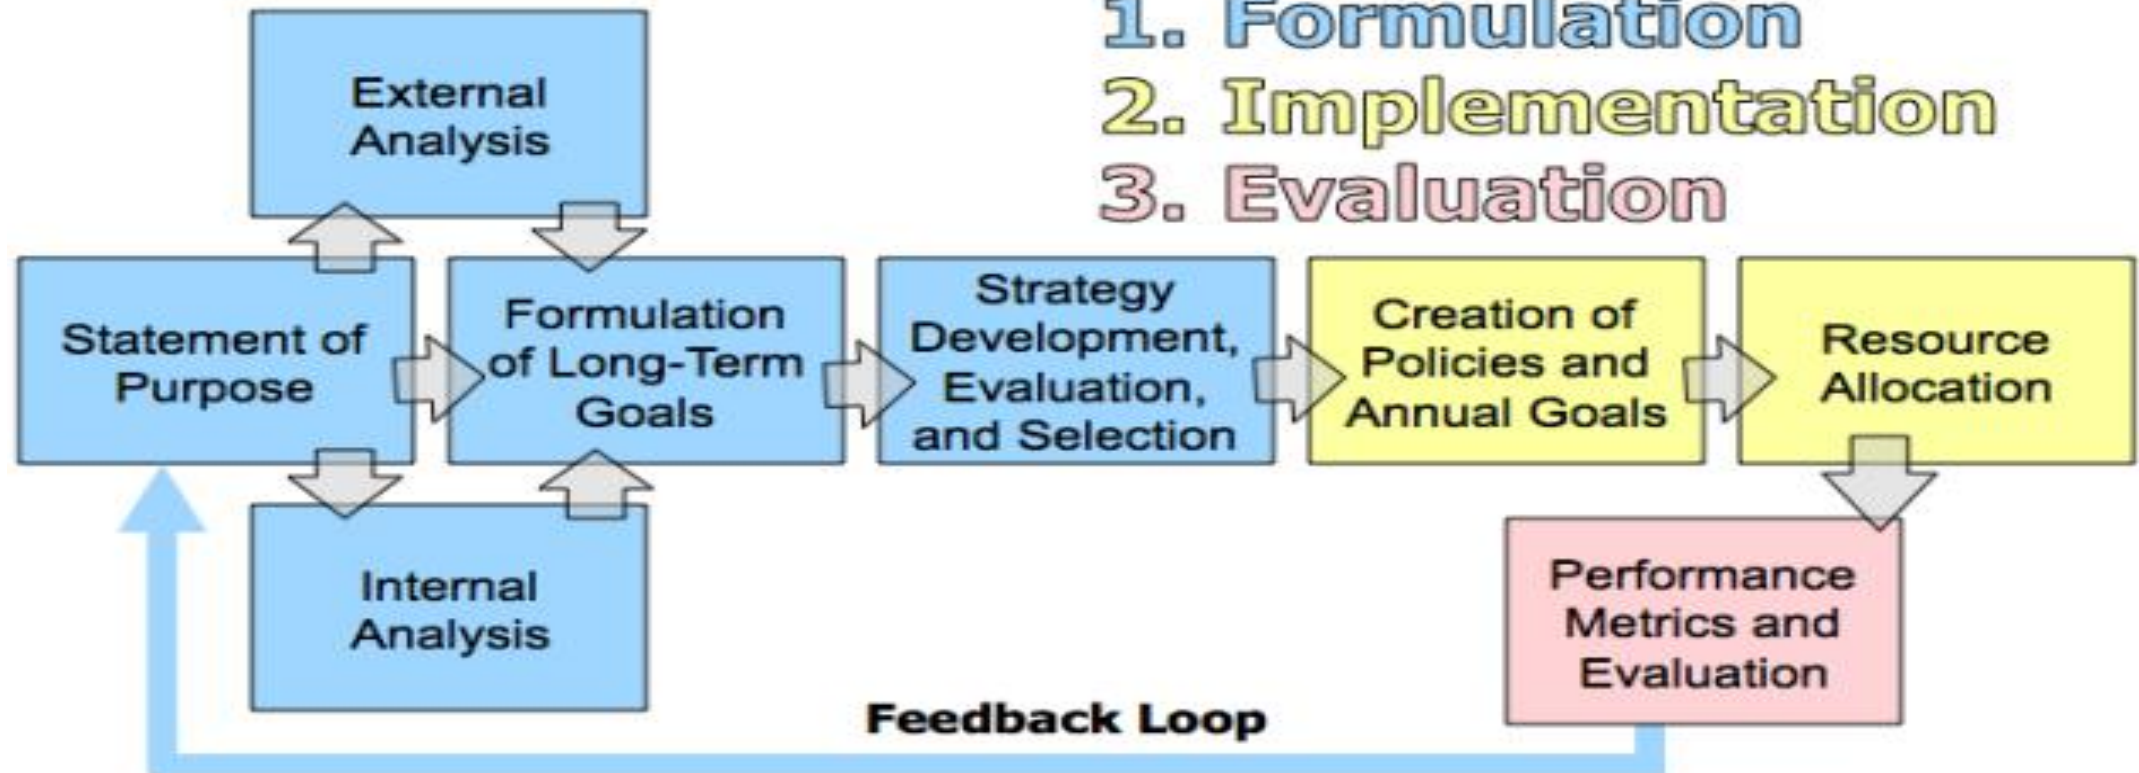 1. Formulation
2. Implementation
3. Evaluation
External
Analysis
Statement of
Purpose
Formulation
of Long-Term
Goals
Strategy
Development,
Evaluation,
and Selection
Creation of
Policies and
Annual Goals
Resource
Allocation
Internal
Analysis
Performance
Metrics and
Evaluation
Feedback Loop